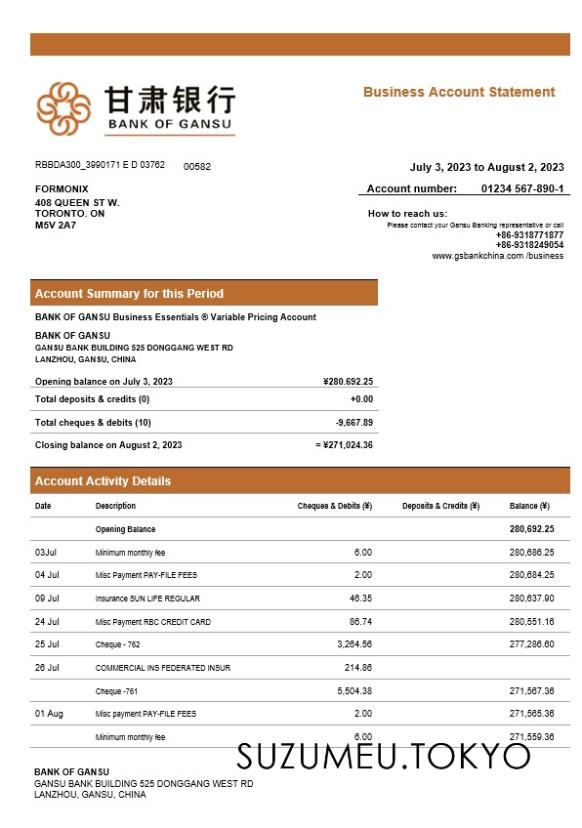 甘肃银行
BANK OF GANSU
Business Account Statement
RBBDA300_3990171 E D 03762 00582
July 3, 2023 to August 2, 2023
FORMONIX
408 QUEEN ST W.
TORONTO. ON
M5V 2A7
Account number: 01234 567-890-1
How to reach us:
Please contact your Gansu Banking representative or call
+86-9318771877
+86-9318249054
www.gsbankchina.com /business
Account Summary for this Period
BANK OF GANSU Business Essentials ® Variable Pricing Account
BANK OF GANSU
GANSU BANK BUILDING 525 DONGGANG WEST RD
LANZHOU, GANSU, CHINA
Opening balance on July 3, 2023 ¥280.692.25
Total deposits & credits (0) +0.00
Total cheques & debits (10) -9,667.89
Closing balance on August 2, 2023 = ¥271,024.36
Account Activity Details
Date Description Cheques & Debits (¥) Deposits & Credits (¥) Balance (¥)
Opening Balance 280,692.25
03Jul Minimum monthly fee 6.00 280,686.25
04 Jul Misc Payment PAY-FILE FEES 2.00 280,684.25
09 Jul Insurance SUN LIFE REGULAR 46.35 280,637.90
24 Jul Misc Payment RBC CREDIT CARD 86.74 280,551.16
25 Jul Cheque - 762 3,264.56 277,286.60
26 Jul COMMERCIAL INS FEDERATED INSUR 214.86
Cheque -761 5,504.38 271,567.36
01 Aug Misc payment PAY-FILE FEES 2.00 271,565.36
Minimum monthly fee 6.00 271,559.36
SUZUMEU.TOKYO
BANK OF GANSU
GANSU BANK BUILDING 525 DONGGANG WEST RD
LANZHOU, GANSU, CHINA